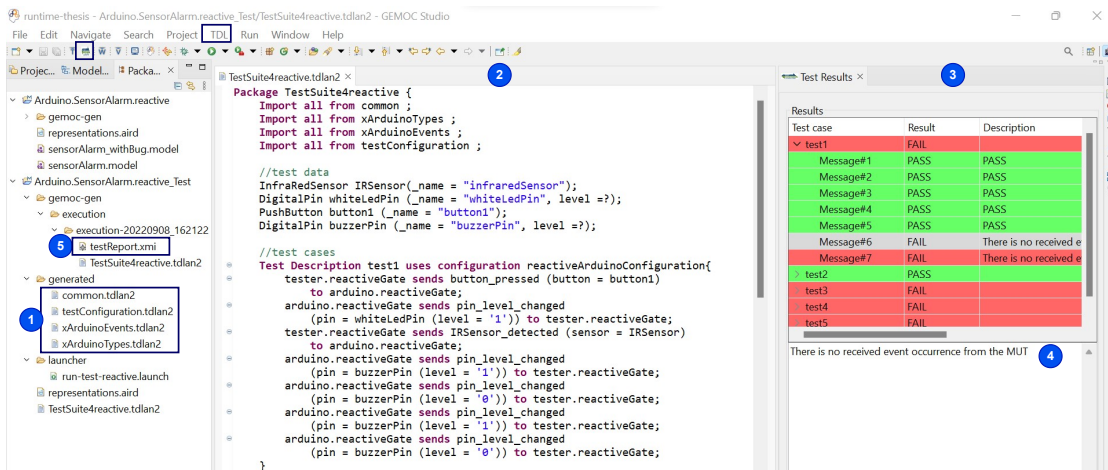 runtime-thesis - Arduino.SensorAlarm.reactive_Test/TestSuite4reactive.tdlan2 - GEMOC Studio
File Edit Navigate Search Project TDL Run Window Help
Projec... Model... Packa...
Arduino.SensorAlarm.reactive
gemoc-gen
representations.aird
sensorAlarm_withBug.model
sensorAlarm.model
Arduino.SensorAlarm.reactive_Test
gemoc-gen
execution
execution-20220908_162122
5 testReport.xmi
TestSuite4reactive.tdlan2
generated
common.tdlan2
testConfiguration.tdlan2
1
xArduinoEvents.tdlan2
xArduinoTypes.tdlan2
launcher
run-test-reactive.launch
representations.aird
TestSuite4reactive.tdlan2
TestSuite4reactive.tdlan2
2
Package TestSuite4reactive {
Import all from common ;
Import all from xArduinoTypes ;
Import all from xArduinoEvents ;
Import all from testConfiguration ;
//test data
InfraRedSensor IRSensor(_name = "infraredSensor");
DigitalPin whiteLedPin (_name = "whiteLedPin", level =?);
PushButton button1 (_name = "button1");
DigitalPin buzzerPin (_name = "buzzerPin", level =?);
//test cases
Test Description test1 uses configuration reactiveArduinoConfiguration{
tester.reactiveGate sends button_pressed (button = button1)
to arduino.reactiveGate;
arduino.reactiveGate sends pin_level_changed
(pin = whiteLedPin (level = '1')) to tester.reactiveGate;
tester.reactiveGate sends IRSensor_detected (sensor = IRSensor)
to arduino.reactiveGate;
arduino.reactiveGate sends pin_level_changed
(pin = buzzerPin (level = '1')) to tester.reactiveGate;
arduino.reactiveGate sends pin_level_changed
(pin = buzzerPin (level = '0')) to tester.reactiveGate;
arduino.reactiveGate sends pin_level_changed
(pin = buzzerPin (level = '1')) to tester.reactiveGate;
arduino.reactiveGate sends pin_level_changed
(pin = buzzerPin (level = '0')) to tester.reactiveGate;
}
Test Results
3
Results
Test case Result Description
test1 FAIL
Message#1 PASS PASS
Message#2 PASS PASS
Message#3 PASS PASS
Message#4 PASS PASS
Message#5 PASS PASS
Message#6 FAIL There is no received e
Message#7 FAIL There is no received e
test2 PASS
test3 FAIL
test4 FAIL
test5 FAIL
There is no received event occurrence from the MUT
4